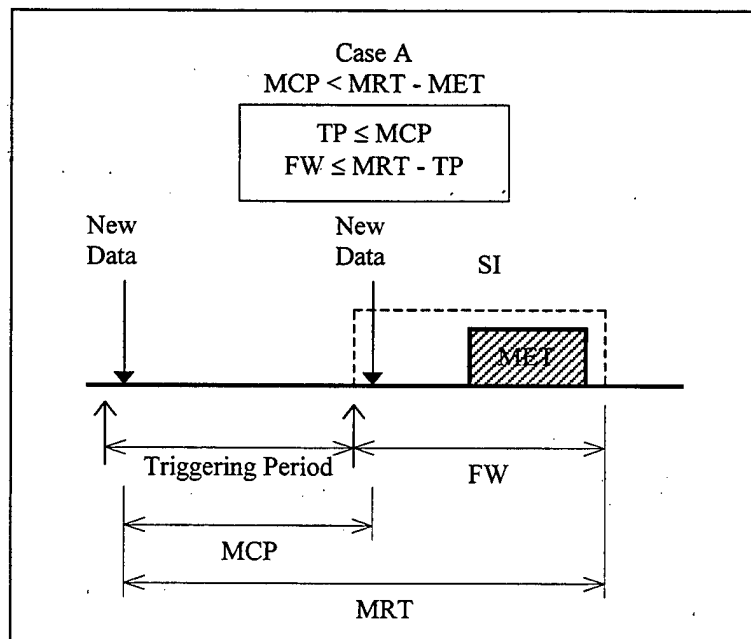 Case A
MCP < MRT - MET
TP ≤ MCP
FW ≤ MRT - TP
New
Data
New
Data
SI
MET
Triggering Period
FW
MCP
MRT